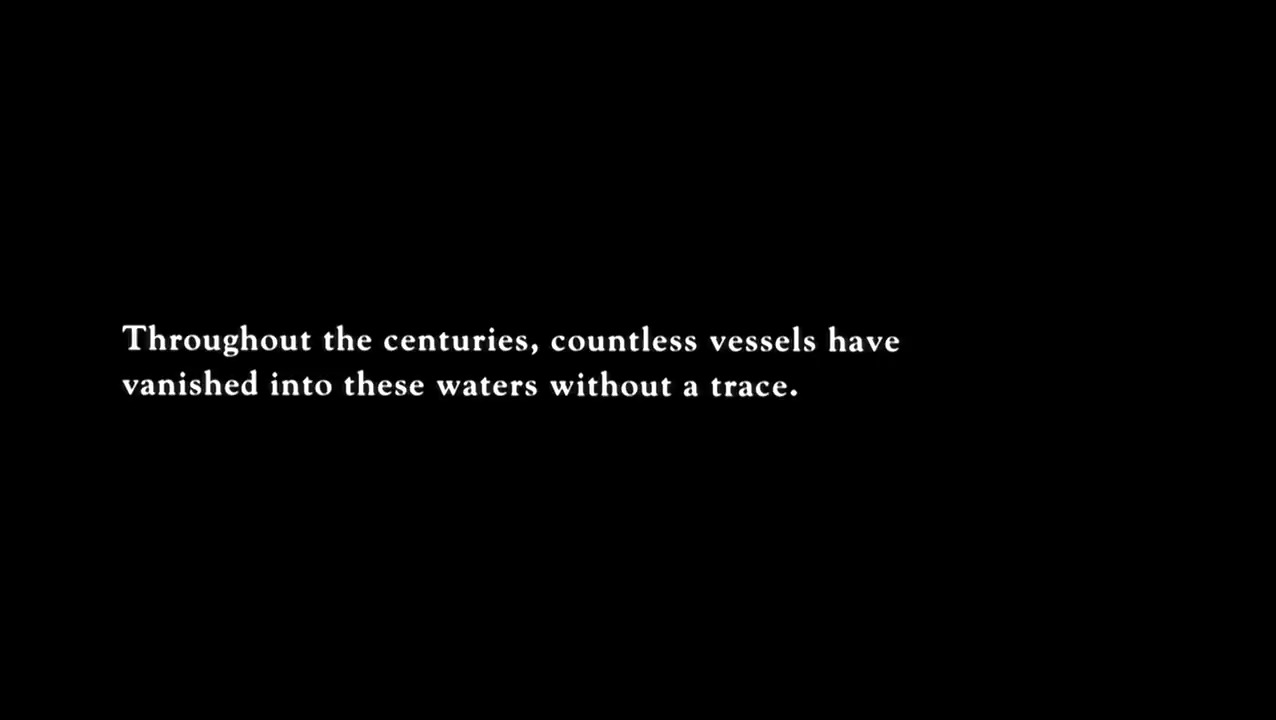 Throughout the centuries, countless vessels have
vanished into these waters without a trace.